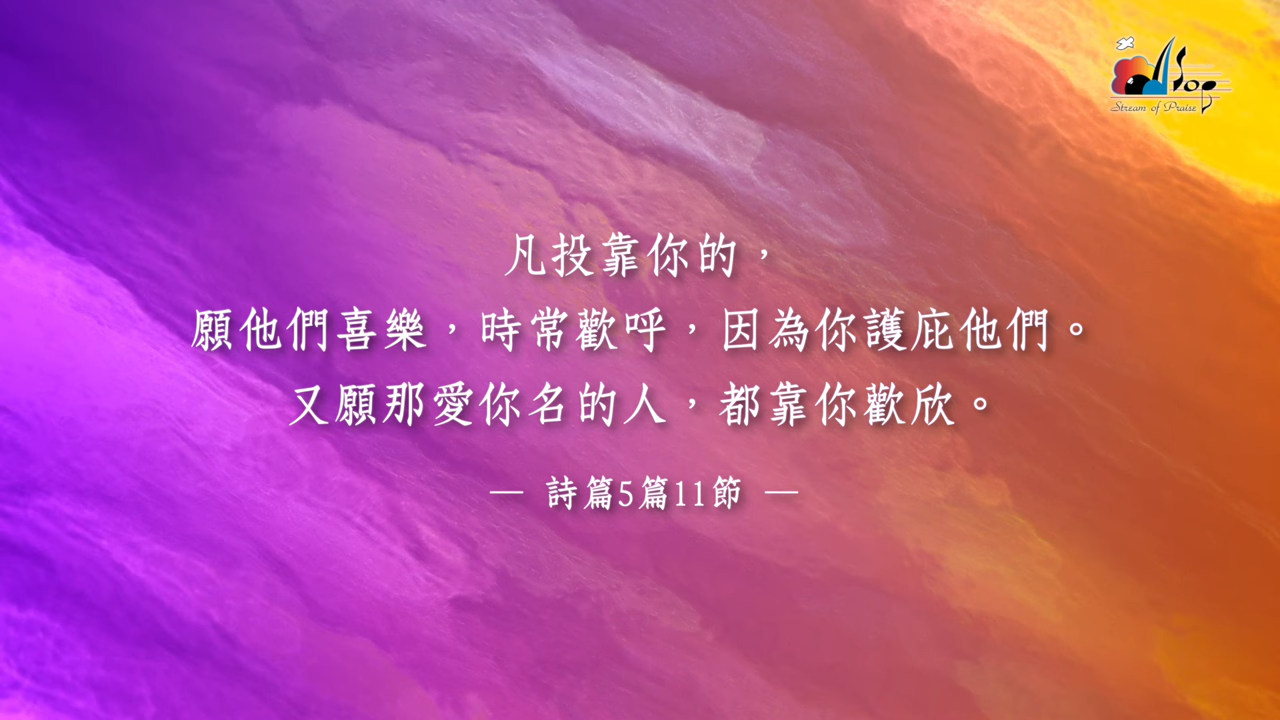 SOP
Stream of Praise
凡投靠你的，
願他們喜樂，時常歡呼，因為你護庇他們。
又願那愛你名的人，都靠你歡欣。
— 詩篇5篇11節 —